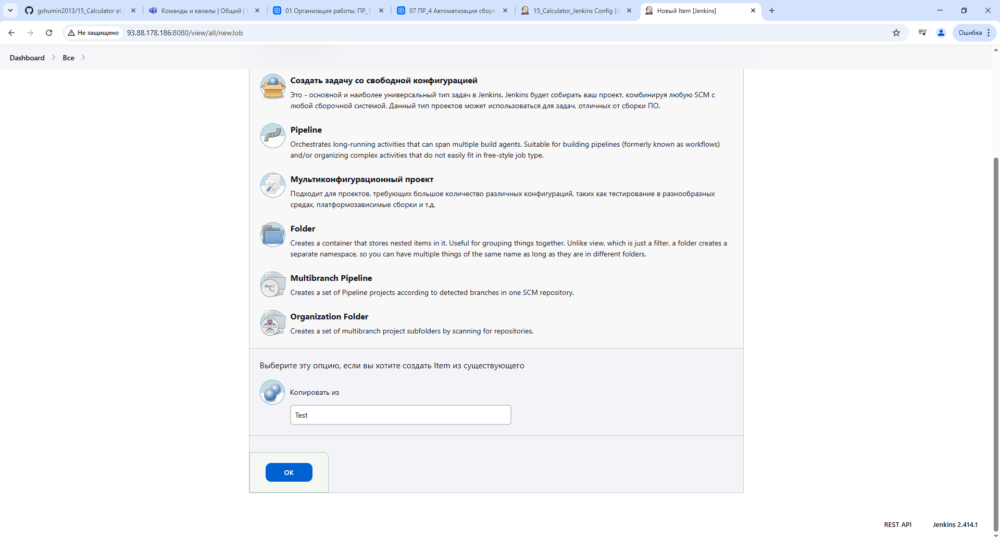 gshumin2013/15_Calculator at j
Команды и каналы | Общий |
01 Организация работы. ПР_1
07 ПР_4 Автоматизация сборк
15_Calculator_Jenkins Config [Je
Новый Item [Jenkins]
Не защищено
93.88.178.186:8080/view/all/newJob
Ошибка
Dashboard
Все
Создать задачу со свободной конфигурацией
Это - основной и наиболее универсальный тип задач в Jenkins. Jenkins будет собирать ваш проект, комбинируя любую SCM с
любой сборочной системой. Данный тип проектов может использоваться для задач, отличных от сборки ПО.
Pipeline
Orchestrates long-running activities that can span multiple build agents. Suitable for building pipelines (formerly known as workflows)
and/or organizing complex activities that do not easily fit in free-style job type.
Мультиконфигурационный проект
Подходит для проектов, требующих большое количество различных конфигураций, таких как тестирование в разнообразных
средах, платформозависимые сборки и т.д.
Folder
Creates a container that stores nested items in it. Useful for grouping things together. Unlike view, which is just a filter, a folder creates a
separate namespace, so you can have multiple things of the same name as long as they are in different folders.
Multibranch Pipeline
Creates a set of Pipeline projects according to detected branches in one SCM repository.
Organization Folder
Creates a set of multibranch project subfolders by scanning for repositories.
Выберите эту опцию, если вы хотите создать Item из существующего
Копировать из
Test
ОК
REST API
Jenkins 2.414.1